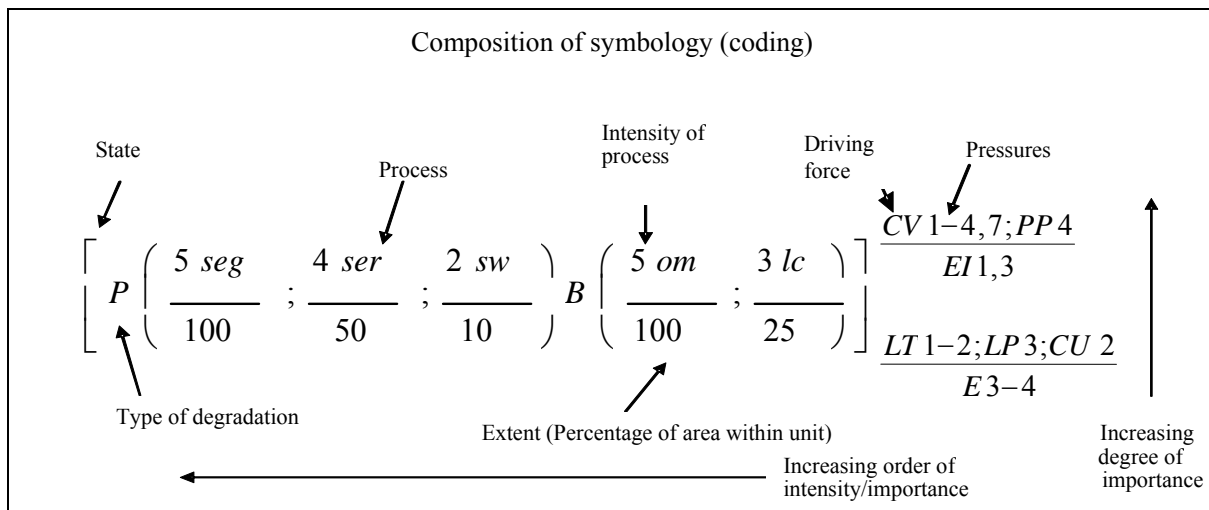 Composition of symbology (coding)
State
Process
Intensity of
process
Driving
force
Pressures
[ P ( 5 seg / 100 ; 4 ser / 50 ; 2 sw / 10 ) B ( 5 om / 100 ; 3 lc / 25 ) ]
CV 1–4, 7; PP 4
EI 1, 3
LT 1–2; LP 3; CU 2
E 3–4
Type of degradation
Extent (Percentage of area within unit)
Increasing order of
intensity/importance
Increasing
degree of
importance